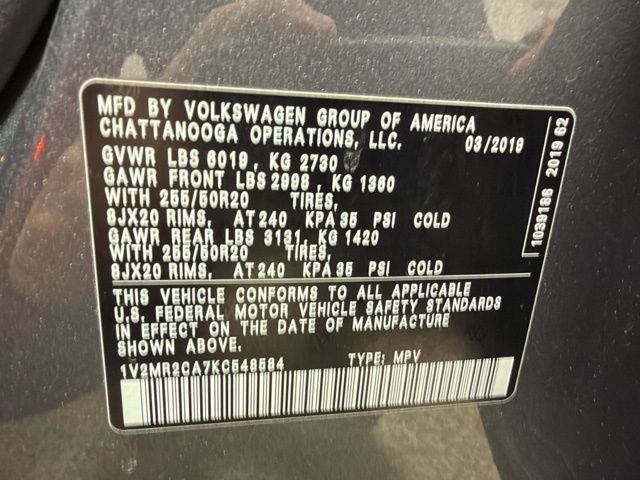 MFD BY VOLKSWAGEN GROUP OF AMERICA
CHATTANOOGA OPERATIONS, LLC. 03/2019
GVWR LBS 6019, KG 2730
GAWR FRONT LBS 2998, KG 1360
WITH 255/50R20 TIRES,
8JX20 RIMS, AT 240 KPA 35 PSI COLD
GAWR REAR LBS 3131, KG 1420
WITH 255/50R20 TIRES,
8JX20 RIMS, AT 240 KPA 35 PSI COLD
THIS VEHICLE CONFORMS TO ALL APPLICABLE
U.S. FEDERAL MOTOR VEHICLE SAFETY STANDARDS
IN EFFECT ON THE DATE OF MANUFACTURE
SHOWN ABOVE.
1V2MR2CA7KC548584 TYPE: MPV
1039186 2019 62